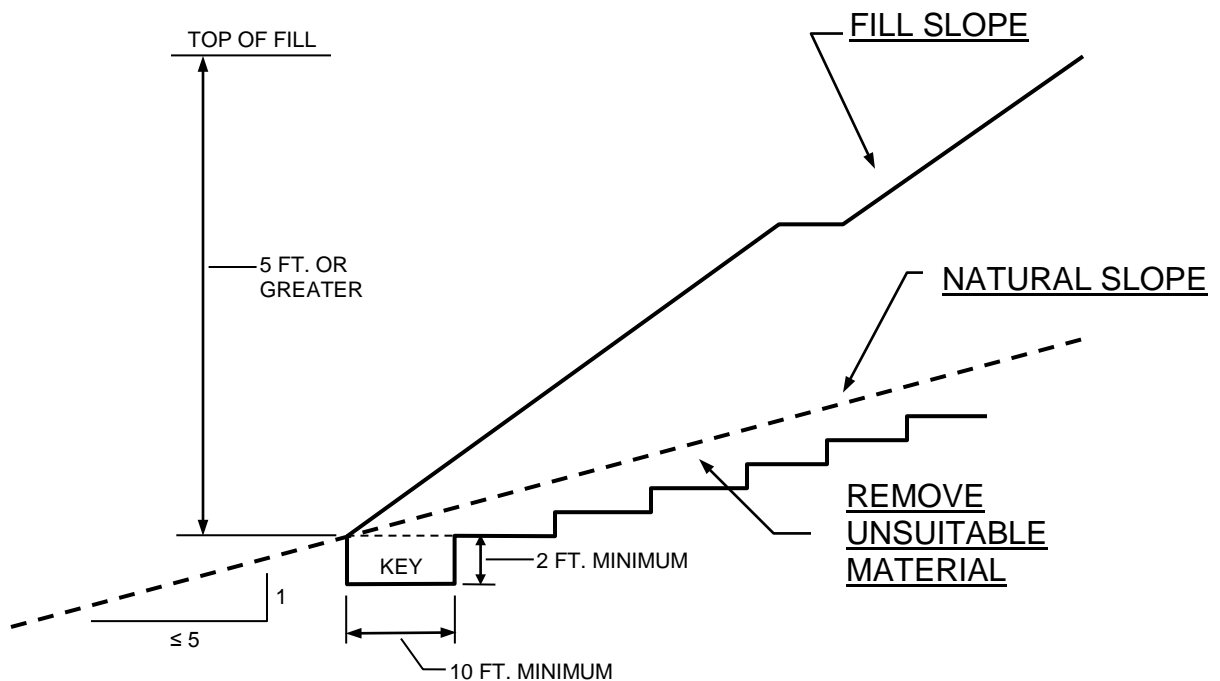 TOP OF FILL
FILL SLOPE
5 FT. OR
GREATER
NATURAL SLOPE
REMOVE
UNSUITABLE
MATERIAL
KEY
2 FT. MINIMUM
1
≤ 5
10 FT. MINIMUM